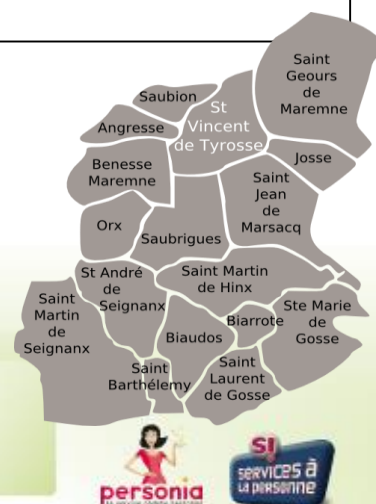 Saint
Geours
de
Maremne
Saubion
St
Vincent
de Tyrosse
Angresse
Josse
Benesse
Maremne
Saint
Jean
de
Marsacq
Orx
Saubrigues
St André
de
Seignanx
Saint Martin
de Hinx
Saint
Martin
de
Seignanx
Ste Marie
de
Gosse
Biarrote
Biaudos
Saint
Barthélemy
Saint
Laurent
de Gosse
personia
services à
la personne